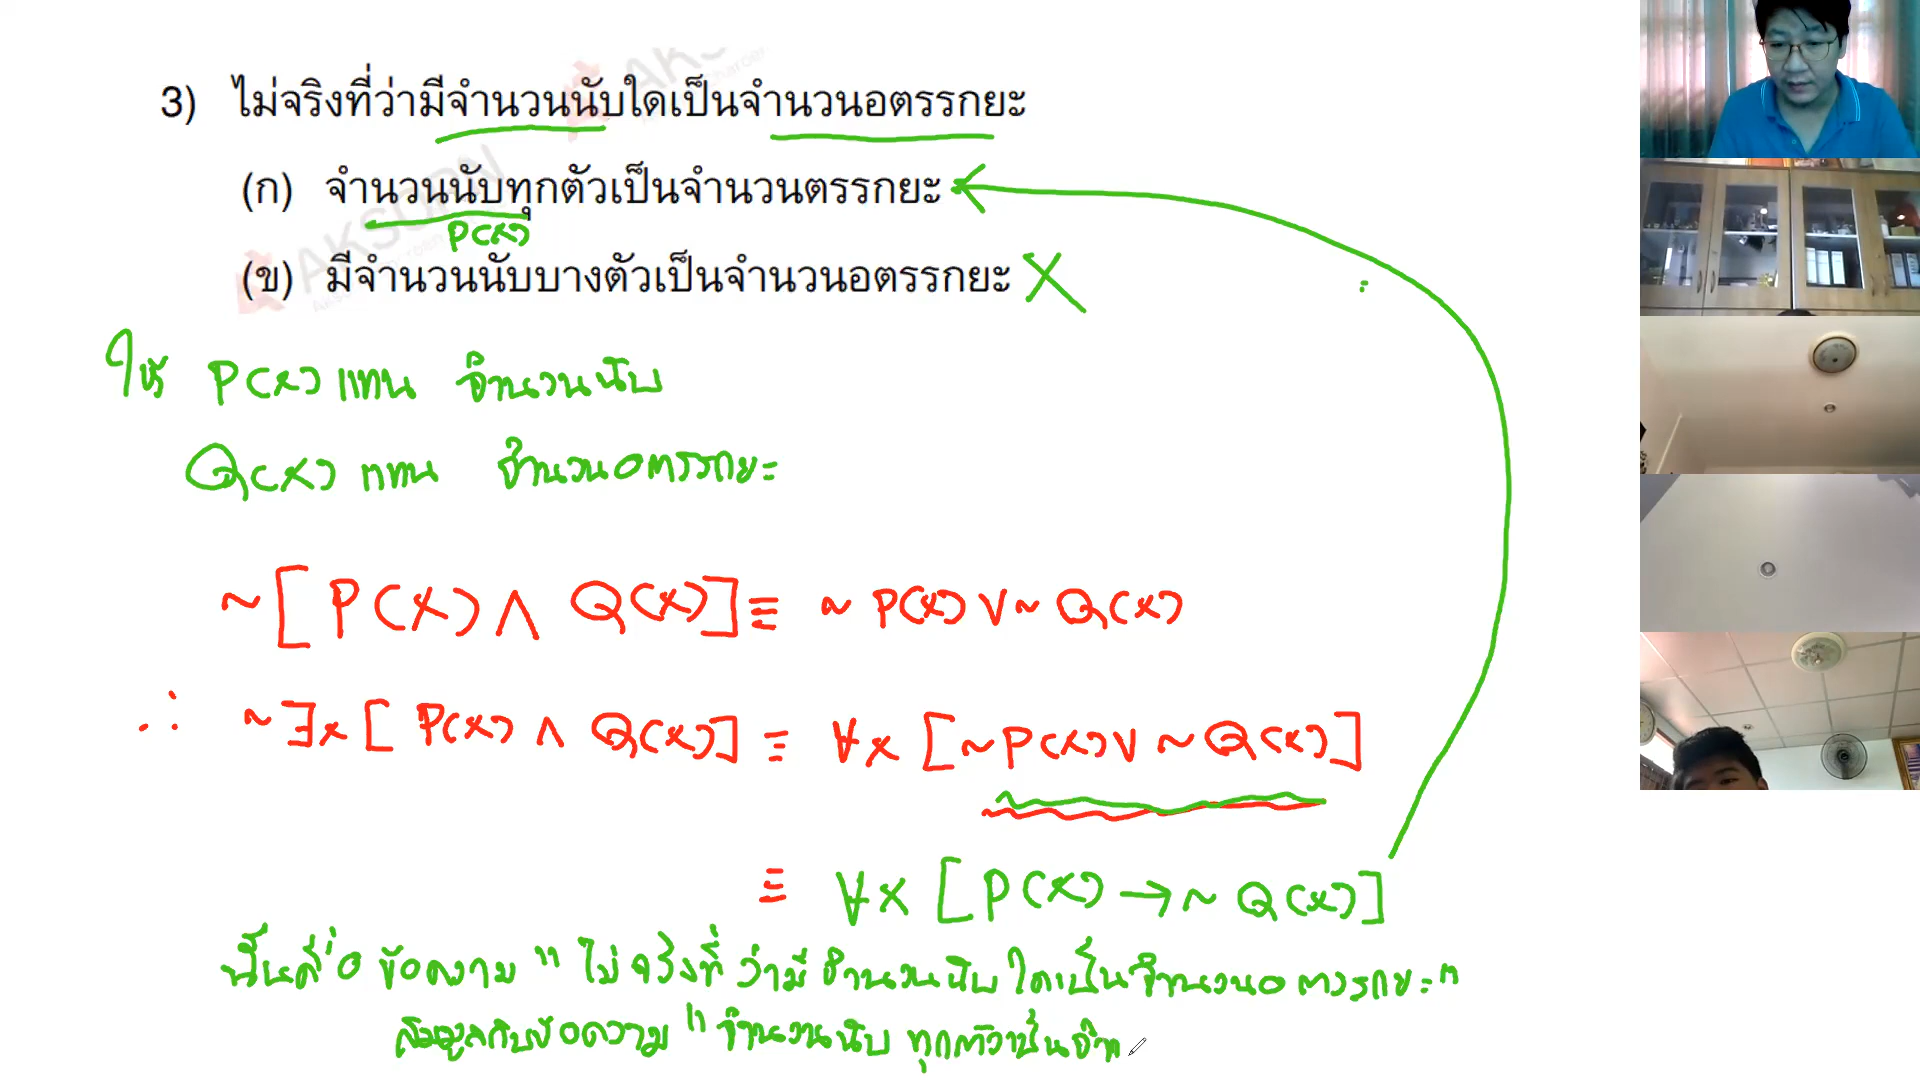 3) ไม่จริงที่ว่ามีจำนวนนับใดเป็นจำนวนอตรรกยะ
(ก) จำนวนนับทุกตัวเป็นจำนวนตรรกยะ
P(x)
(ข) มีจำนวนนับบางตัวเป็นจำนวนอตรรกยะ ✗
ให้ P(x) แทน จำนวนนับ
Q(x) แทน จำนวนอตรรกยะ
~[P(x) ∧ Q(x)] ≡ ~P(x) ∨ ~Q(x)
∴ ~∃x[P(x) ∧ Q(x)] ≡ ∀x[~P(x) ∨ ~Q(x)]
≡ ∀x[P(x) → ~Q(x)]
นั่นคือ ข้อความ "ไม่จริงที่ว่ามีจำนวนนับใดเป็นจำนวนอตรรกยะ"
สมมูลกับข้อความ "จำนวนนับทุกตัวเป็นจำน